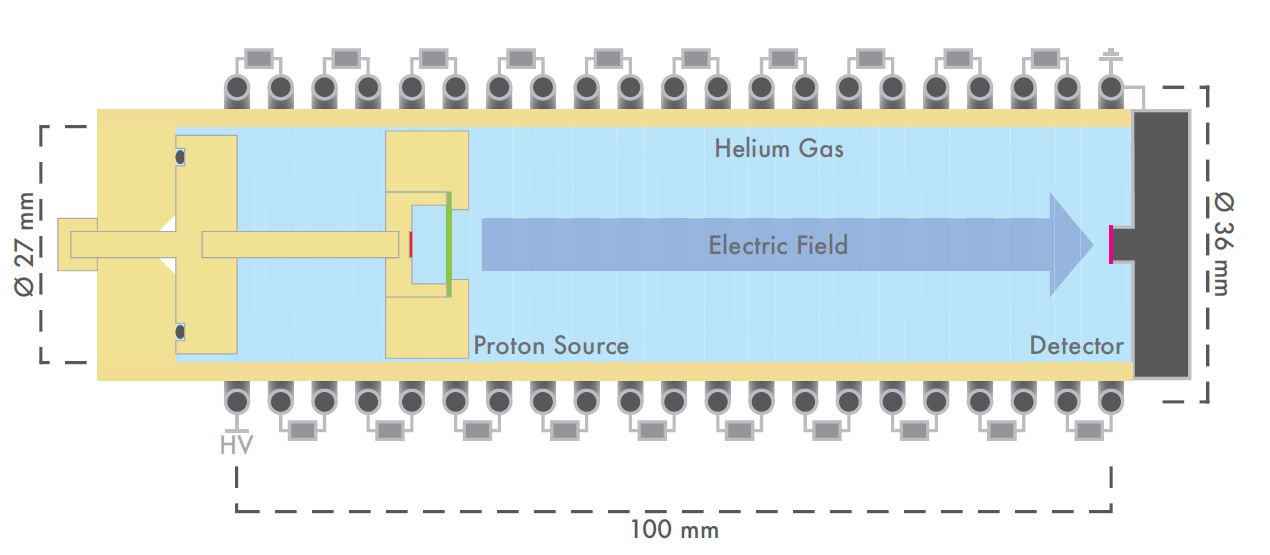 Helium Gas
Ø 27 mm
Electric Field
Ø 36 mm
Proton Source
Detector
HV
100 mm